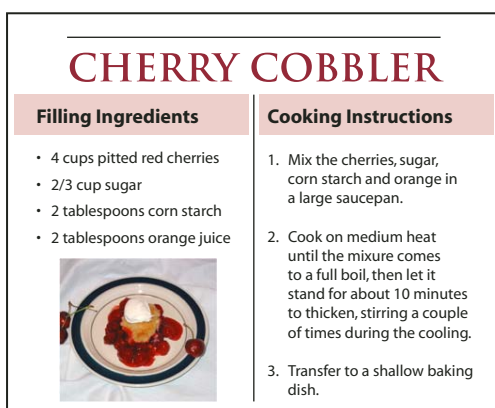 CHERRY COBBLER
Filling Ingredients
• 4 cups pitted red cherries
• 2/3 cup sugar
• 2 tablespoons corn starch
• 2 tablespoons orange juice
Cooking Instructions
1. Mix the cherries, sugar,
corn starch and orange in
a large saucepan.
2. Cook on medium heat
until the mixure comes
to a full boil, then let it
stand for about 10 minutes
to thicken, stirring a couple
of times during the cooling.
3. Transfer to a shallow baking
dish.